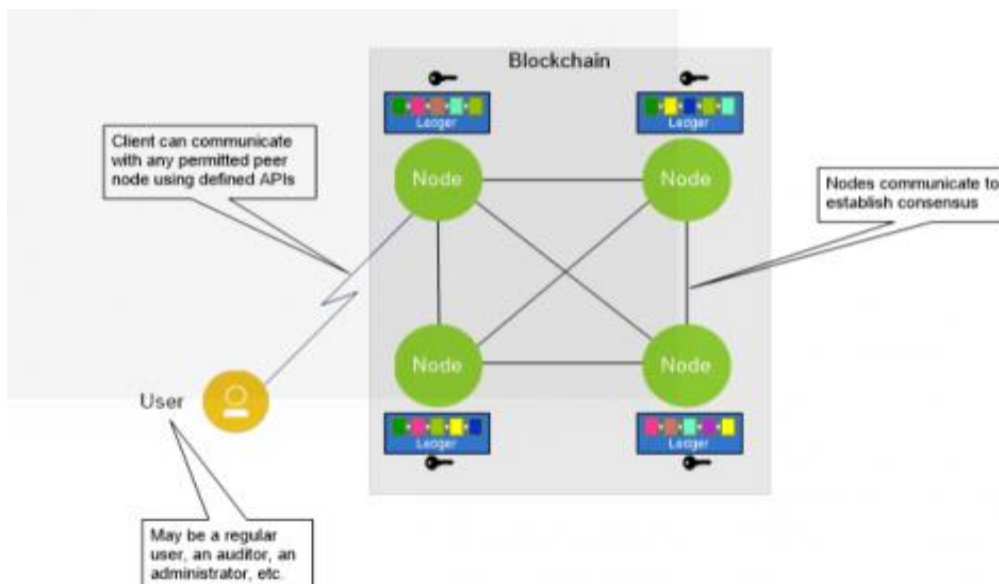 Blockchain
Ledger
Ledger
Client can communicate
with any permitted peer
node using defined APIs
Node
Node
Nodes communicate to
establish consensus
Node
Node
User
Ledger
Ledger
May be a regular
user, an auditor, an
administrator, etc.